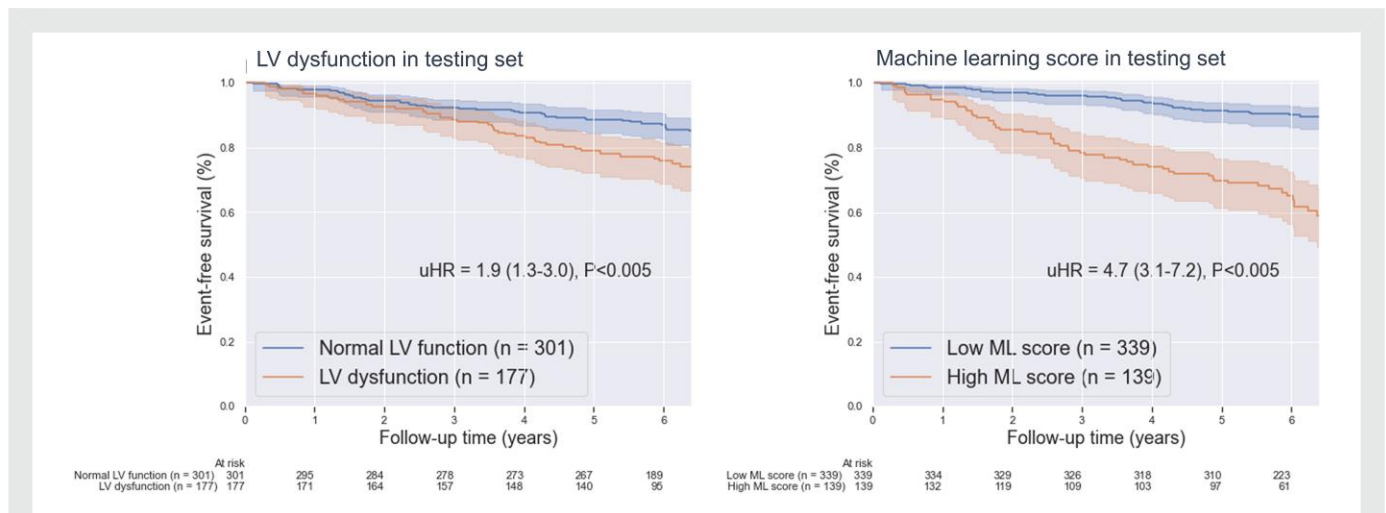 LV dysfunction in testing set
Event-free survival (%)
1.0
0.8
0.6
0.4
0.2
0.0
uHR = 1.9 (1.3-3.0), P<0.005
Normal LV function (n = 301)
LV dysfunction (n = 177)
0 1 2 3 4 5 6
Follow-up time (years)
At risk
Normal LV function (n = 301) 301 295 284 278 273 267 189
LV dysfunction (n = 177) 177 171 164 157 148 140 95
Machine learning score in testing set
Event-free survival (%)
1.0
0.8
0.6
0.4
0.2
0.0
uHR = 4.7 (3.1-7.2), P<0.005
Low ML score (n = 339)
High ML score (n = 139)
0 1 2 3 4 5 6
Follow-up time (years)
At risk
Low ML score (n = 339) 339 334 329 326 318 310 223
High ML score (n = 139) 139 132 119 109 103 97 61